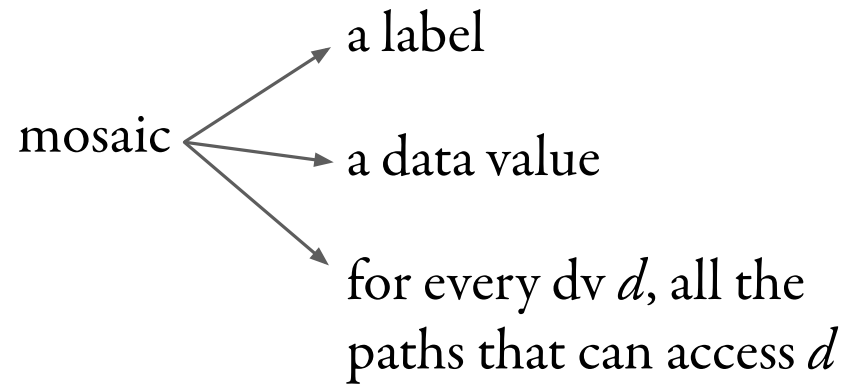 a label
mosaic
a data value
for every dv d, all the
paths that can access d